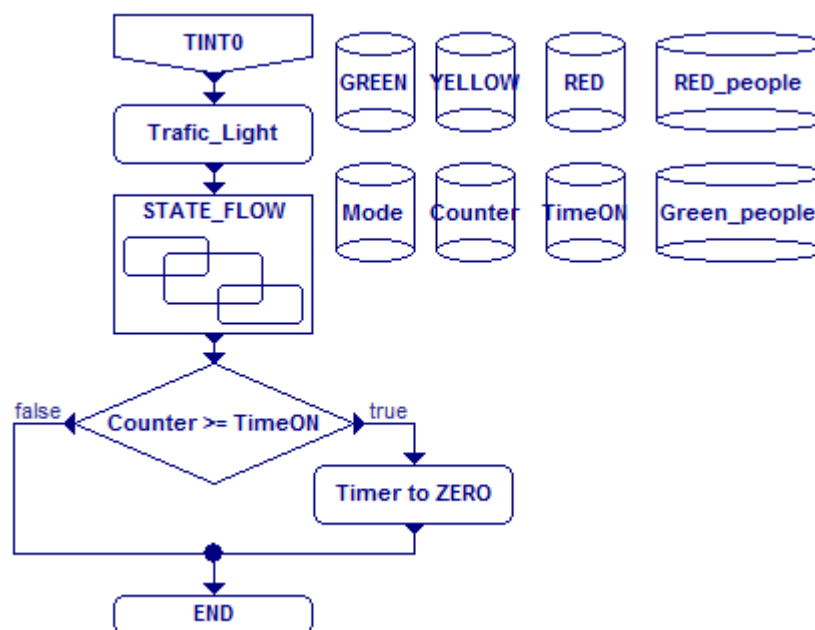 TINT0
GREEN
YELLOW
RED
RED_people
Trafic_Light
STATE_FLOW
Mode
Counter
TimeON
Green_people
false
Counter >= TimeON
true
Timer to ZERO
END